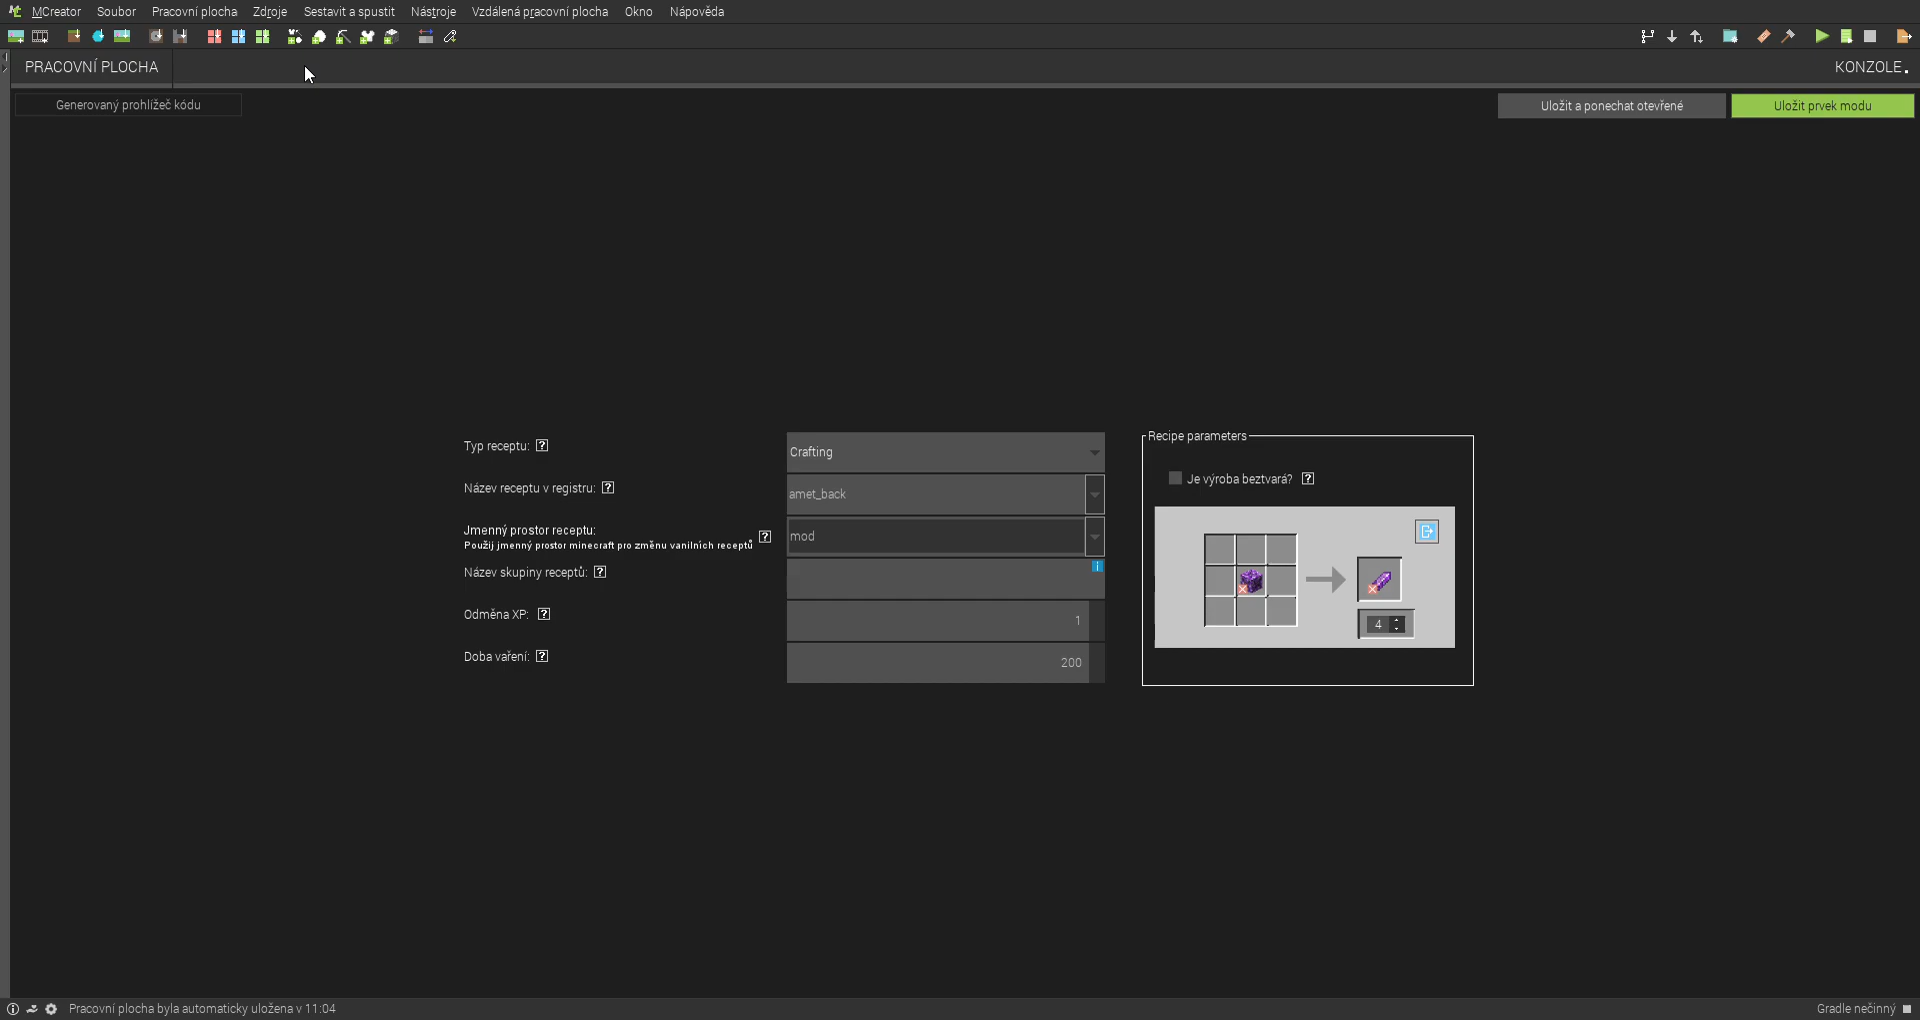 MCreator Soubor Pracovní plocha Zdroje Sestavit a spustit Nástroje Vzdálená pracovní plocha Okno Nápověda
PRACOVNÍ PLOCHA
KONZOLE
Generovaný prohlížeč kódu
Uložit a ponechat otevřené
Uložit prvek modu
Typ receptu: ?
Crafting
Název receptu v registru: ?
amet_back
Jmenný prostor receptu:
Použij jmenný prostor minecraft pro změnu vanilních receptů ?
mod
Název skupiny receptů: ?
Odměna XP: ?
1
Doba vaření: ?
200
Recipe parameters
Je výroba beztvará? ?
4
Pracovní plocha byla automaticky uložena v 11:04
Gradle nečinný